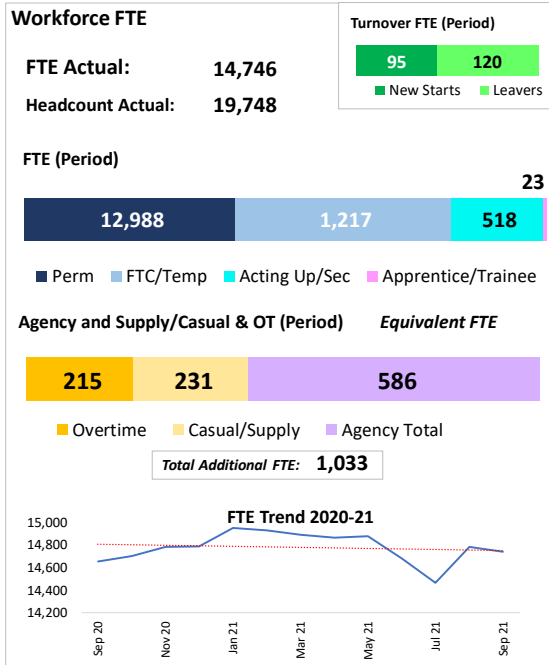 Workforce FTE
Turnover FTE (Period)
FTE Actual: 14,746
95 120
Headcount Actual: 19,748
New Starts Leavers
FTE (Period)
23
12,988 1,217 518
Perm FTC/Temp Acting Up/Sec Apprentice/Trainee
Agency and Supply/Casual & OT (Period) Equivalent FTE
215 231 586
Overtime Casual/Supply Agency Total
Total Additional FTE: 1,033
FTE Trend 2020-21
15,000
14,800
14,600
14,400
14,200
Sep 20 Nov 20 Jan 21 Mar 21 May 21 Jul 21 Sep 21